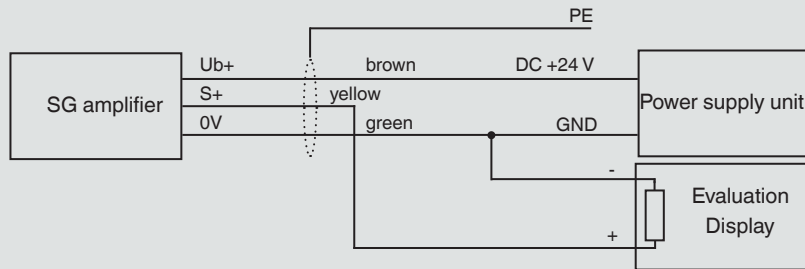 PE
Ub+ brown DC +24 V
SG amplifier
S+ yellow
Power supply unit
0V green GND
-
Evaluation
Display
+